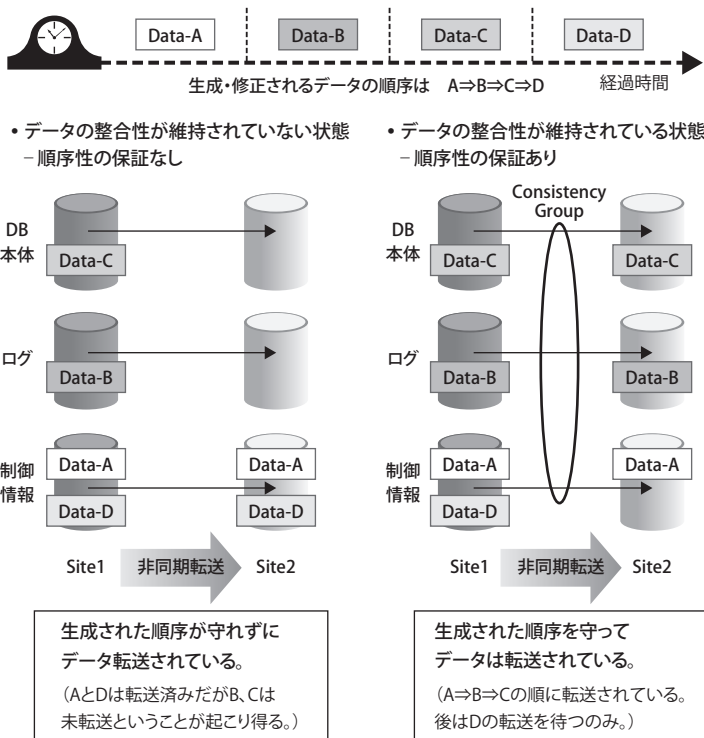 Data-A
Data-B
Data-C
Data-D
生成・修正されるデータの順序は A⇒B⇒C⇒D
経過時間
• データの整合性が維持されていない状態
− 順序性の保証なし
DB
本体
Data-C
ログ
Data-B
制御
情報
Data-A
Data-D
Data-A
Data-D
Site1
非同期転送
Site2
生成された順序が守れずに
データ転送されている。
（AとDは転送済みだがB、Cは
未転送ということが起こり得る。）
• データの整合性が維持されている状態
− 順序性の保証あり
Consistency
Group
DB
本体
Data-C
Data-C
ログ
Data-B
Data-B
制御
情報
Data-A
Data-D
Data-A
Site1
非同期転送
Site2
生成された順序を守って
データは転送されている。
（A⇒B⇒Cの順に転送されている。
後はDの転送を待つのみ。）